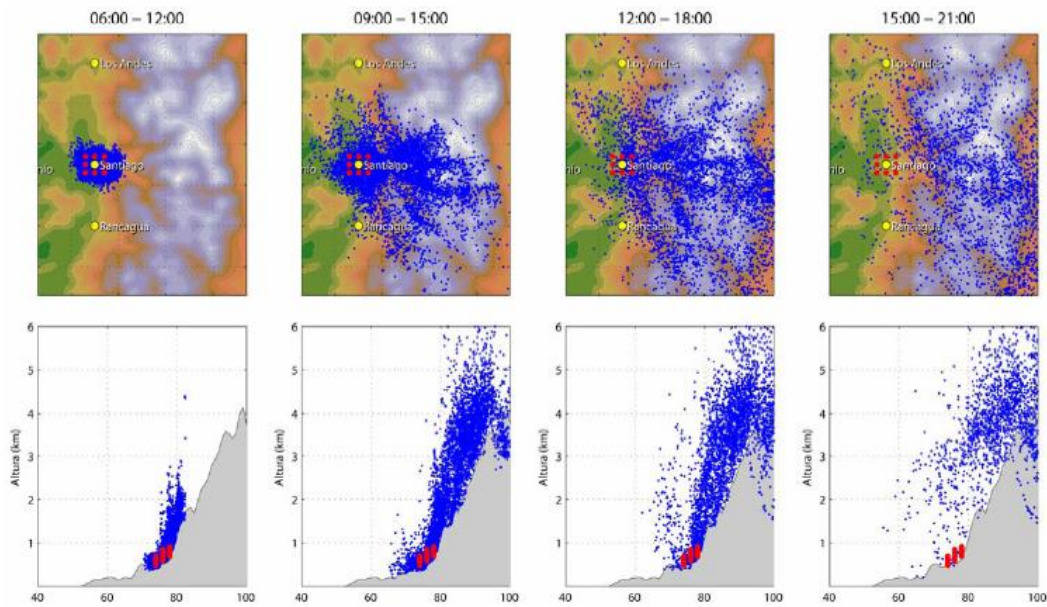 06:00 – 12:00 09:00 – 15:00 12:00 – 18:00 15:00 – 21:00
Los Andes Los Andes Los Andes Los Andes
nio Santiago nio Santiago nio Santiago nio Santiago
Rancagua Rancagua Rancagua Rancagua
6 6 6 6
5 5 5 5
4 4 4 4
Altura (km) Altura (km) Altura (km) Altura (km)
3 3 3 3
2 2 2 2
1 1 1 1
40 60 80 100 40 60 80 100 40 60 80 100 40 60 80 100